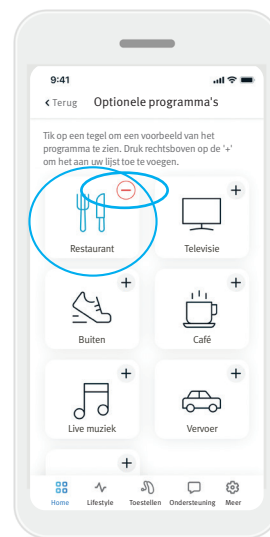 9:41
Terug Optionele programma's
Tik op een tegel om een voorbeeld van het
programma te zien. Druk rechtsboven op de '+'
om het aan uw lijst toe te voegen.
Restaurant Televisie
Buiten Café
Live muziek Vervoer
Home Lifestyle Toestellen Ondersteuning Meer